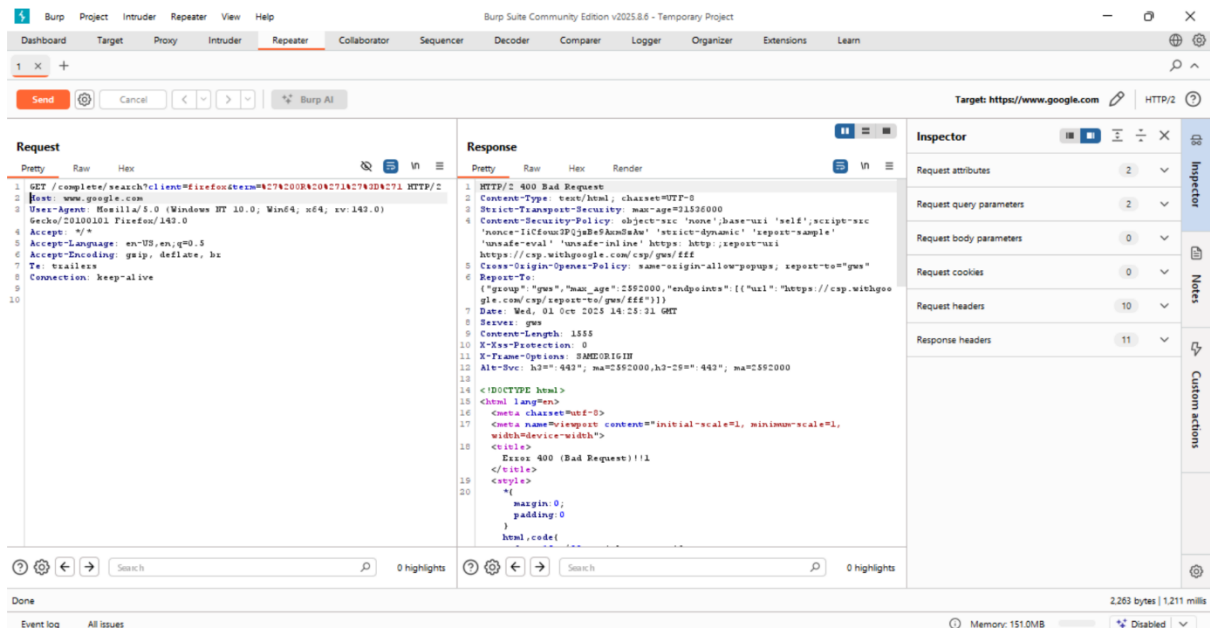 Burp Project Intruder Repeater View Help
Burp Suite Community Edition v2025.8.6 - Temporary Project
Dashboard Target Proxy Intruder Repeater Collaborator Sequencer Decoder Comparer Logger Organizer Extensions Learn
1 × +
Send Cancel Burp AI
Target: https://www.google.com HTTP/2
Request
Pretty Raw Hex
1 GET /complete/search?client=firefox&term=%27%20OR%20%271%27%3D%271 HTTP/2
2 Host: www.google.com
3 User-Agent: Mozilla/5.0 (Windows NT 10.0; Win64; x64; rv:143.0)
Gecko/20100101 Firefox/143.0
4 Accept: */*
5 Accept-Language: en-US,en;q=0.5
6 Accept-Encoding: gzip, deflate, br
7 Te: trailers
8 Connection: keep-alive
9
10
Search
0 highlights
Response
Pretty Raw Hex Render
1 HTTP/2 400 Bad Request
2 Content-Type: text/html; charset=UTF-8
3 Strict-Transport-Security: max-age=31536000
4 Content-Security-Policy: object-src 'none';base-uri 'self';script-src
'strict-dynamic' 'report-sample'
'unsafe-eval' 'unsafe-inline' https: http:;report-uri
https://csp.withgoogle.com/csp/gws/fff
5 Cross-Origin-Opener-Policy: same-origin-allow-popups; report-to="gws"
6 Report-To:
{"group":"gws","max_age":2592000,"endpoints":[{"url":"https://csp.withgoo
gle.com/csp/report-to/gws/fff"}]}
7 Date: Wed, 01 Oct 2025 14:25:31 GMT
8 Server: gws
9 Content-Length: 1555
10 X-Xss-Protection: 0
11 X-Frame-Options: SAMEORIGIN
12 Alt-Svc: h3=":443"; ma=2592000,h3-29=":443"; ma=2592000
13
14 <!DOCTYPE html>
15 <html lang=en>
16 <meta charset=utf-8>
17 <meta name=viewport content="initial-scale=1, minimum-scale=1,
width=device-width">
18 <title>
Error 400 (Bad Request)!!1
</title>
19 <style>
20 *{
margin:0;
padding:0
}
html,code{
Search
0 highlights
Inspector
Request attributes 2
Request query parameters 2
Request body parameters 0
Request cookies 0
Request headers 10
Response headers 11
Inspector
Notes
Custom actions
Done
2,263 bytes | 1,211 millis
Event log All issues
Memory: 151.0MB
Disabled